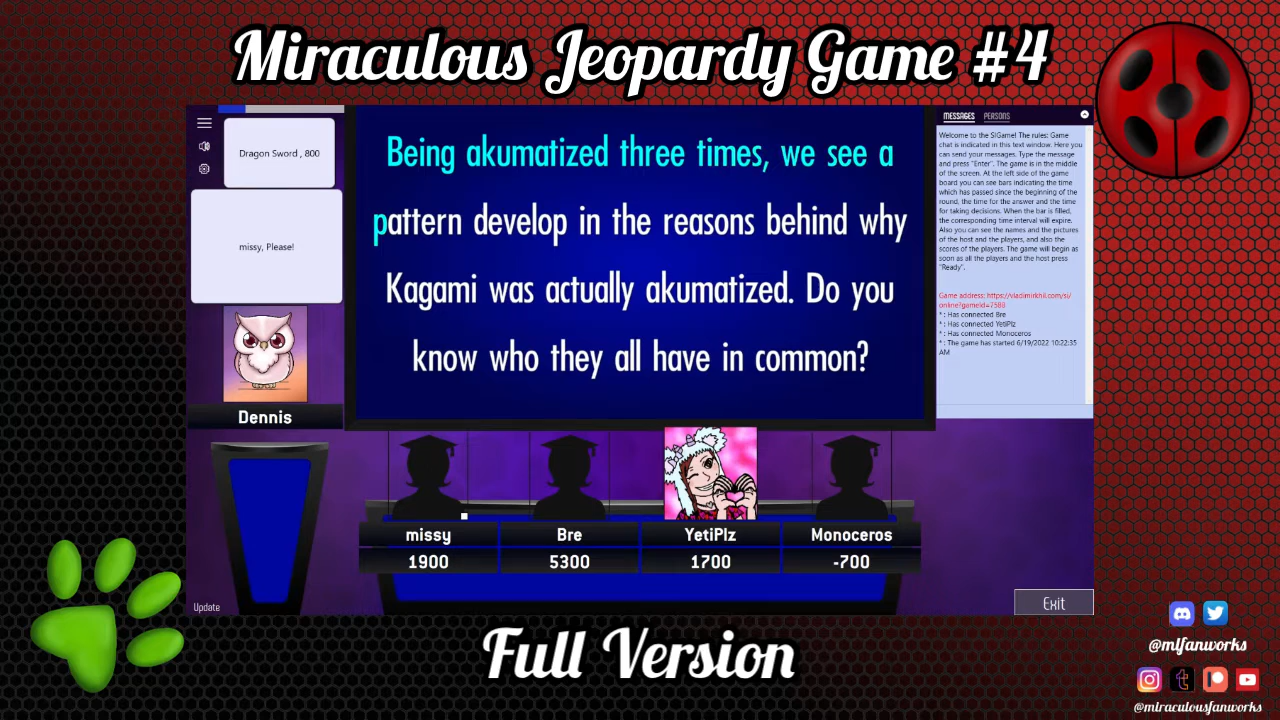 Miraculous Jeopardy Game #4
Dragon Sword , 800
missy, Please!
Dennis
Update
Being akumatized three times, we see a
pattern develop in the reasons behind why
Kagami was actually akumatized. Do you
know who they all have in common?
MESSAGES PERSONS
Welcome to the SIGame! The rules: Game
chat is indicated in this text window. Here you
can send your messages. Type the message
and press "Enter". The game is in the middle
of the screen. At the left side of the game
board you can see bars indicating the time
which has passed since the beginning of the
round, the time for the answer and the time
for taking decisions. When the bar is filled,
the corresponding time interval will expire.
Also you can see the names and the pictures
of the host and the players, and also the
scores of the players. The game will begin as
soon as all the players and the host press
"Ready".
Game address: https://vladimirkhil.com/si/
online?gameId=7588
* : Has connected Bre
* : Has connected YetiPlz
* : Has connected Monoceros
* : The game has started 6/19/2022 10:22:35
AM
missy Bre YetiPlz Monoceros
1900 5300 1700 -700
Exit
Full Version
@mlfanworks
@miraculousfanworks